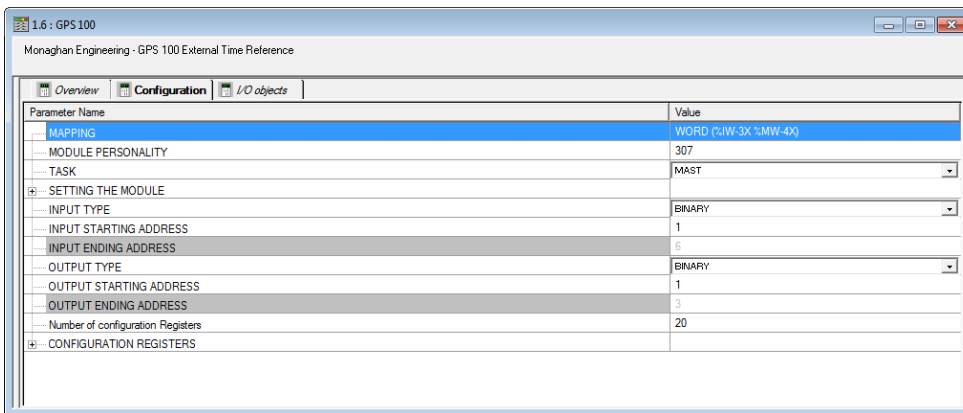 1.6 : GPS 100
Monaghan Engineering - GPS 100 External Time Reference
Overview Configuration I/O objects
Parameter Name Value
MAPPING WORD (%IW-3X %MW-4X)
MODULE PERSONALITY 307
TASK MAST
SETTING THE MODULE
INPUT TYPE BINARY
INPUT STARTING ADDRESS 1
INPUT ENDING ADDRESS 6
OUTPUT TYPE BINARY
OUTPUT STARTING ADDRESS 1
OUTPUT ENDING ADDRESS 3
Number of configuration Registers 20
CONFIGURATION REGISTERS